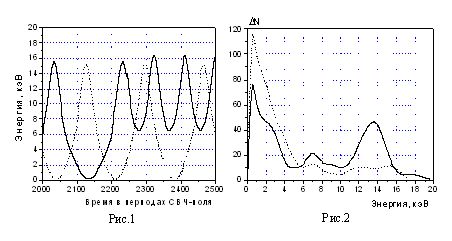 20
18
16
14
12
10
8
6
4
2
0
Энергия, кэВ
2000 2100 2200 2300 2400 2500
Время в периодах СВЧ-поля
Рис.1
ΔN
120
100
80
60
40
20
0
0 2 4 6 8 10 12 14 16 18 20
Энергия, кэВ
Рис.2